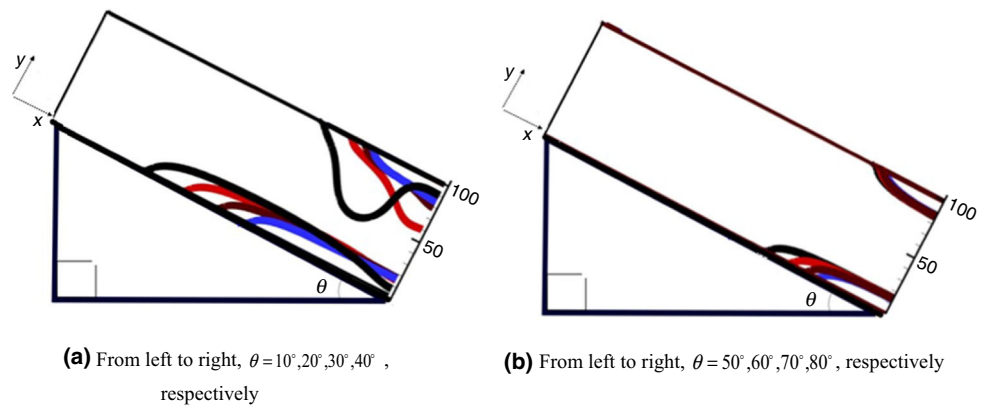 y
x
100
50
θ
(a) From left to right, θ = 10°,20°,30°,40° ,
respectively
y
x
100
50
θ
(b) From left to right, θ = 50°,60°,70°,80° , respectively